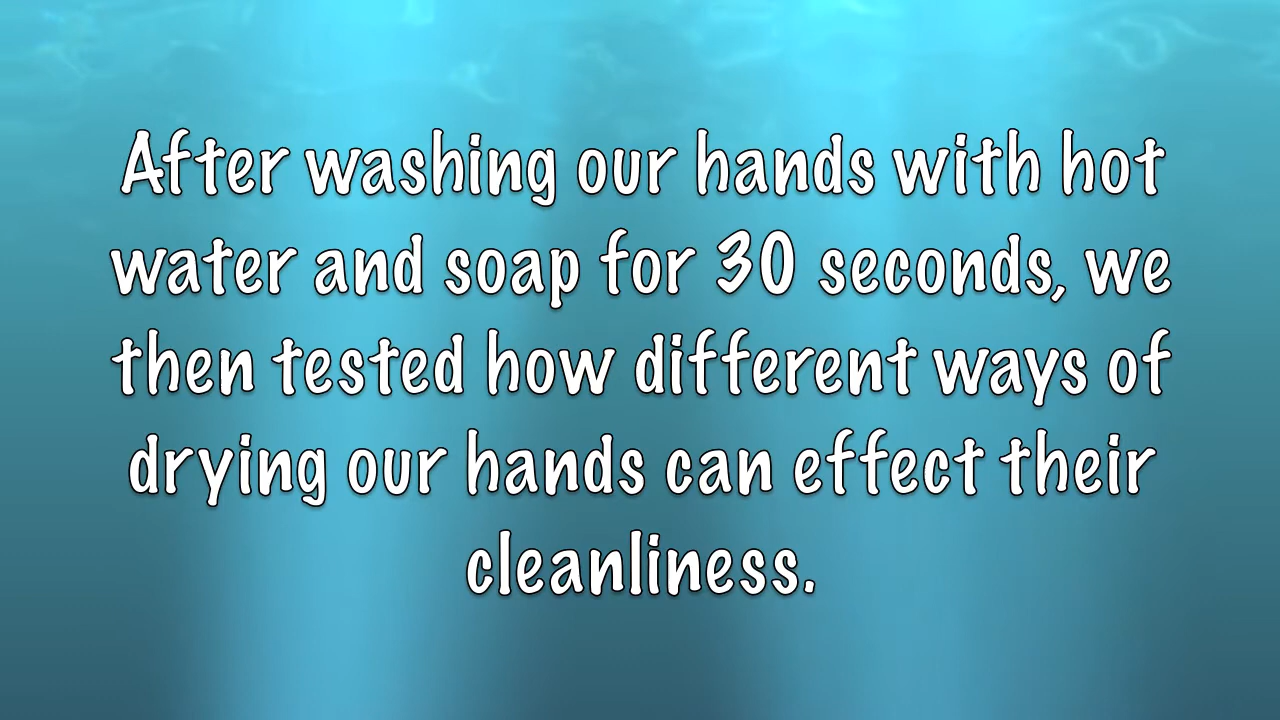 After washing our hands with hot
water and soap for 30 seconds, we
then tested how different ways of
drying our hands can effect their
cleanliness.